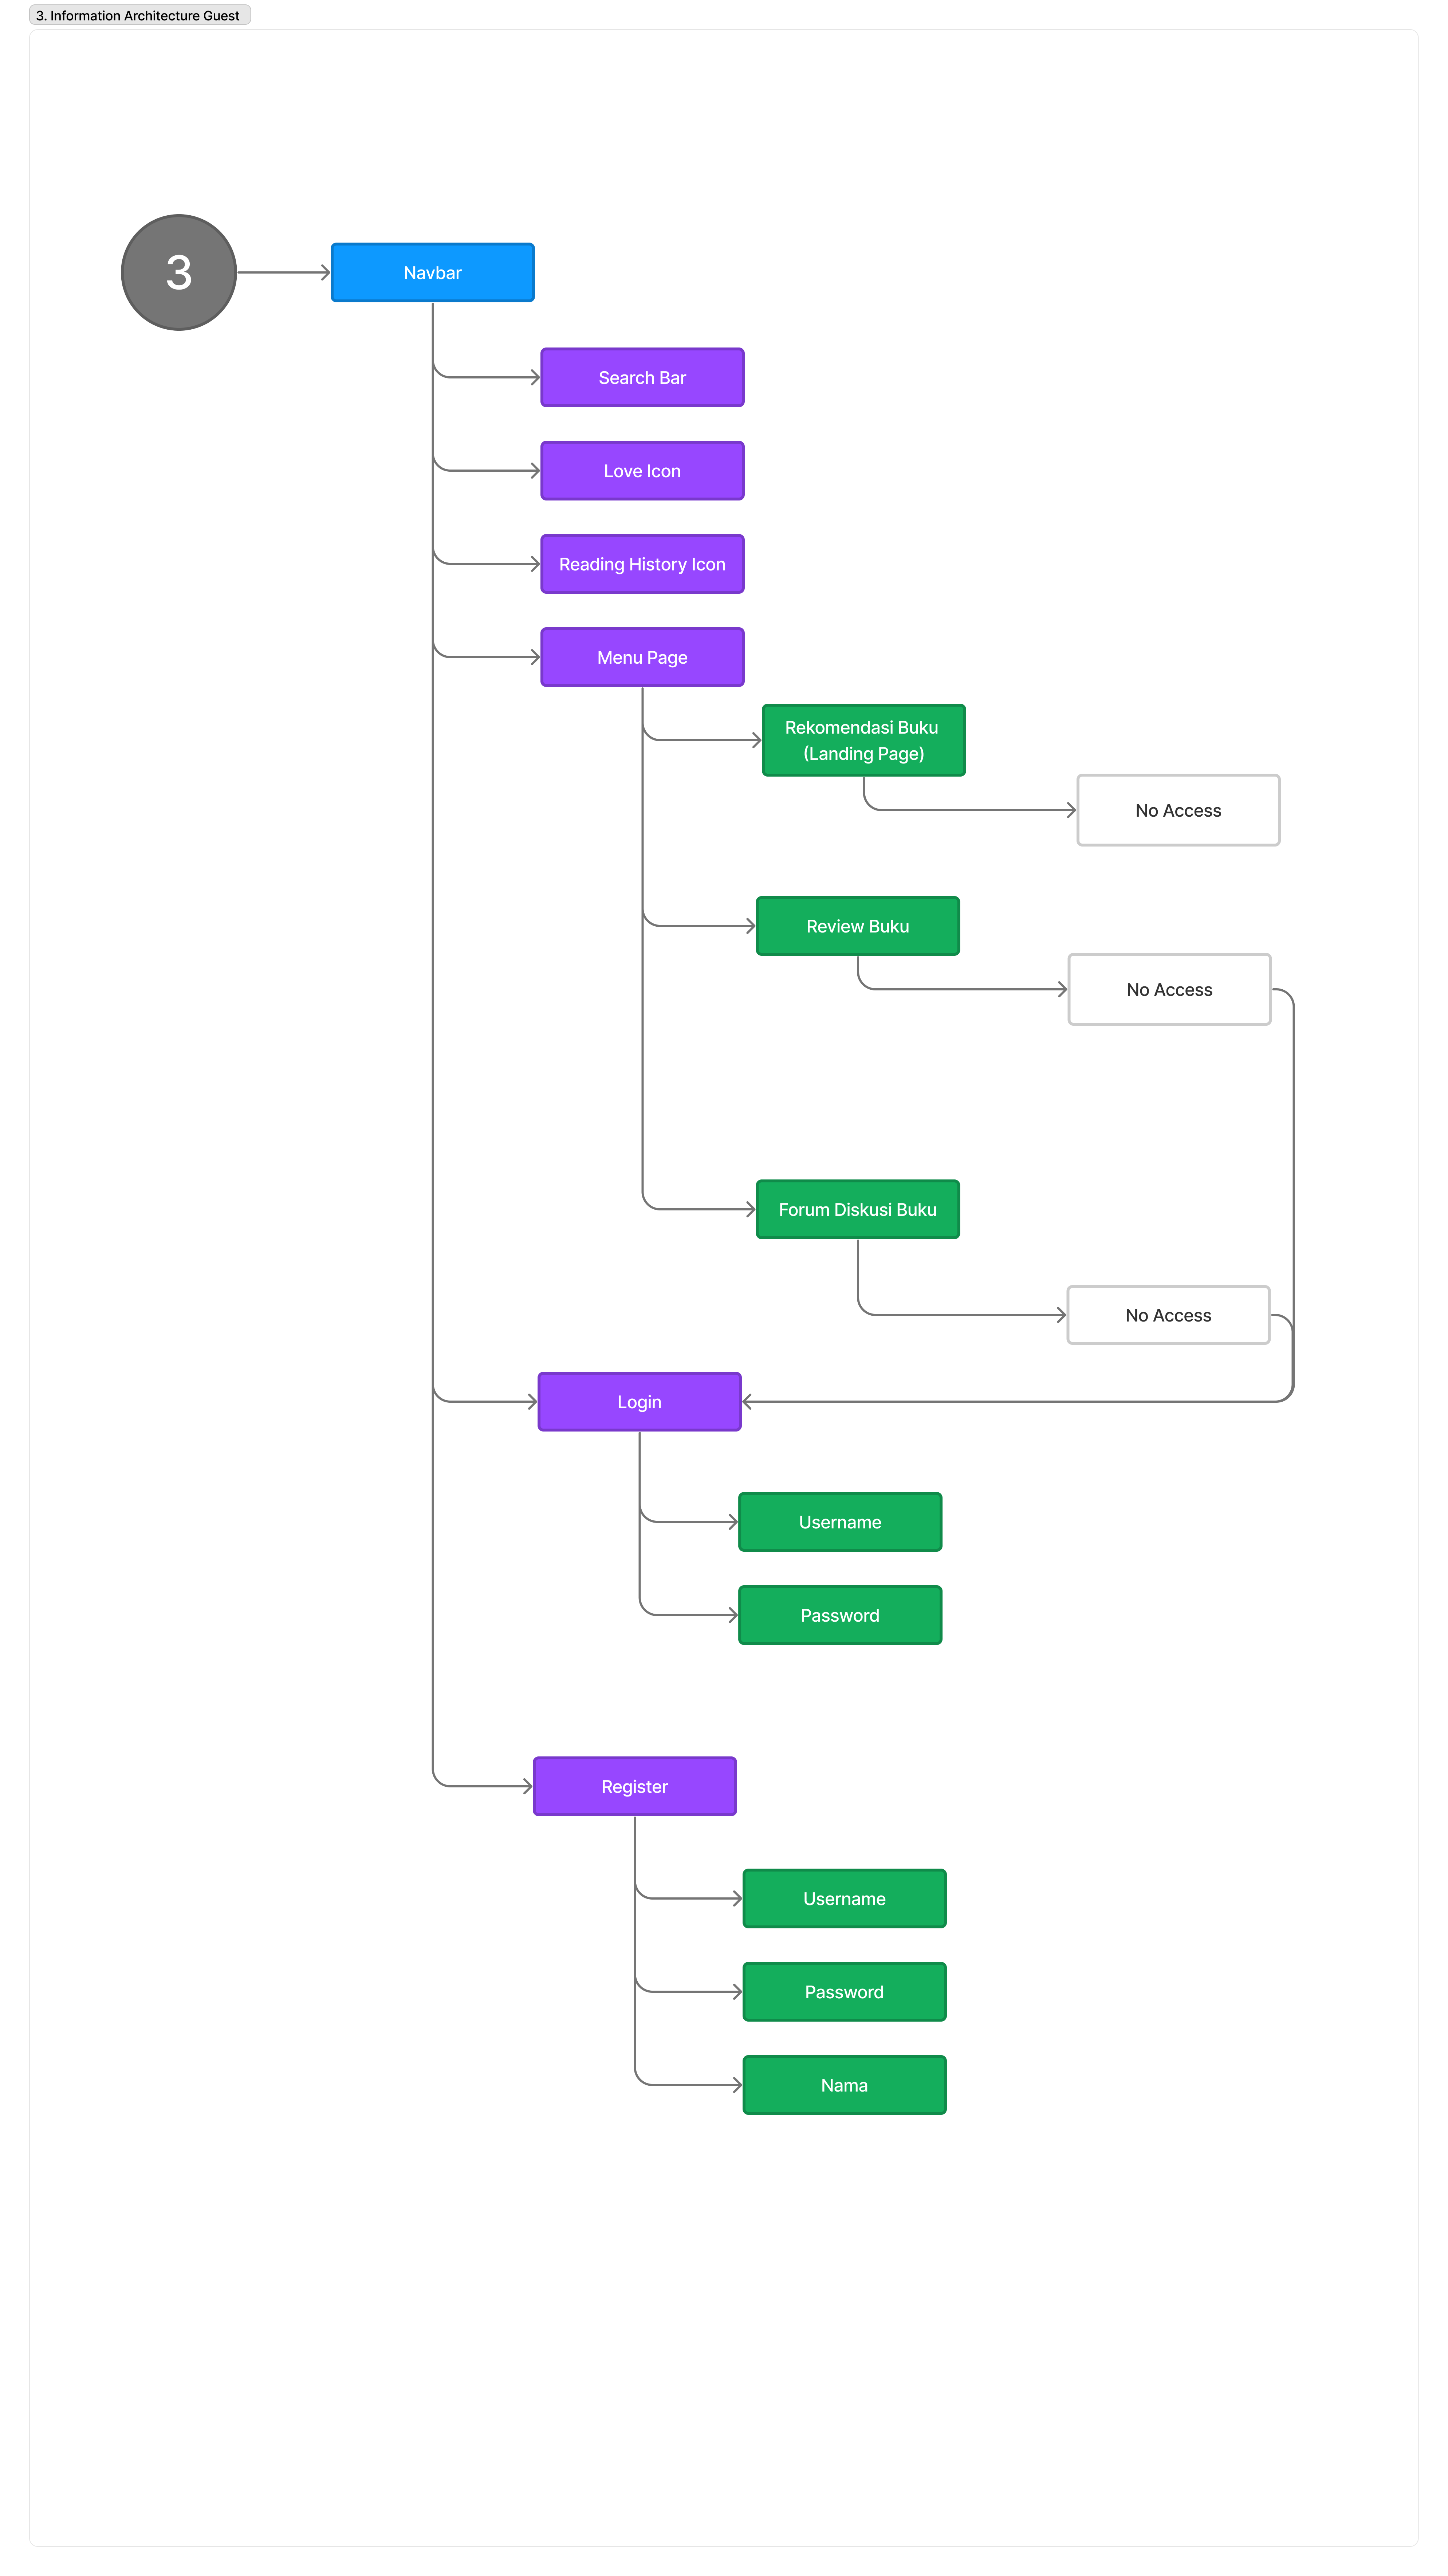 3. Information Architecture Guest
3
Navbar
Search Bar
Love Icon
Reading History Icon
Menu Page
Rekomendasi Buku
(Landing Page)
No Access
Review Buku
No Access
Forum Diskusi Buku
No Access
Login
Username
Password
Register
Username
Password
Nama